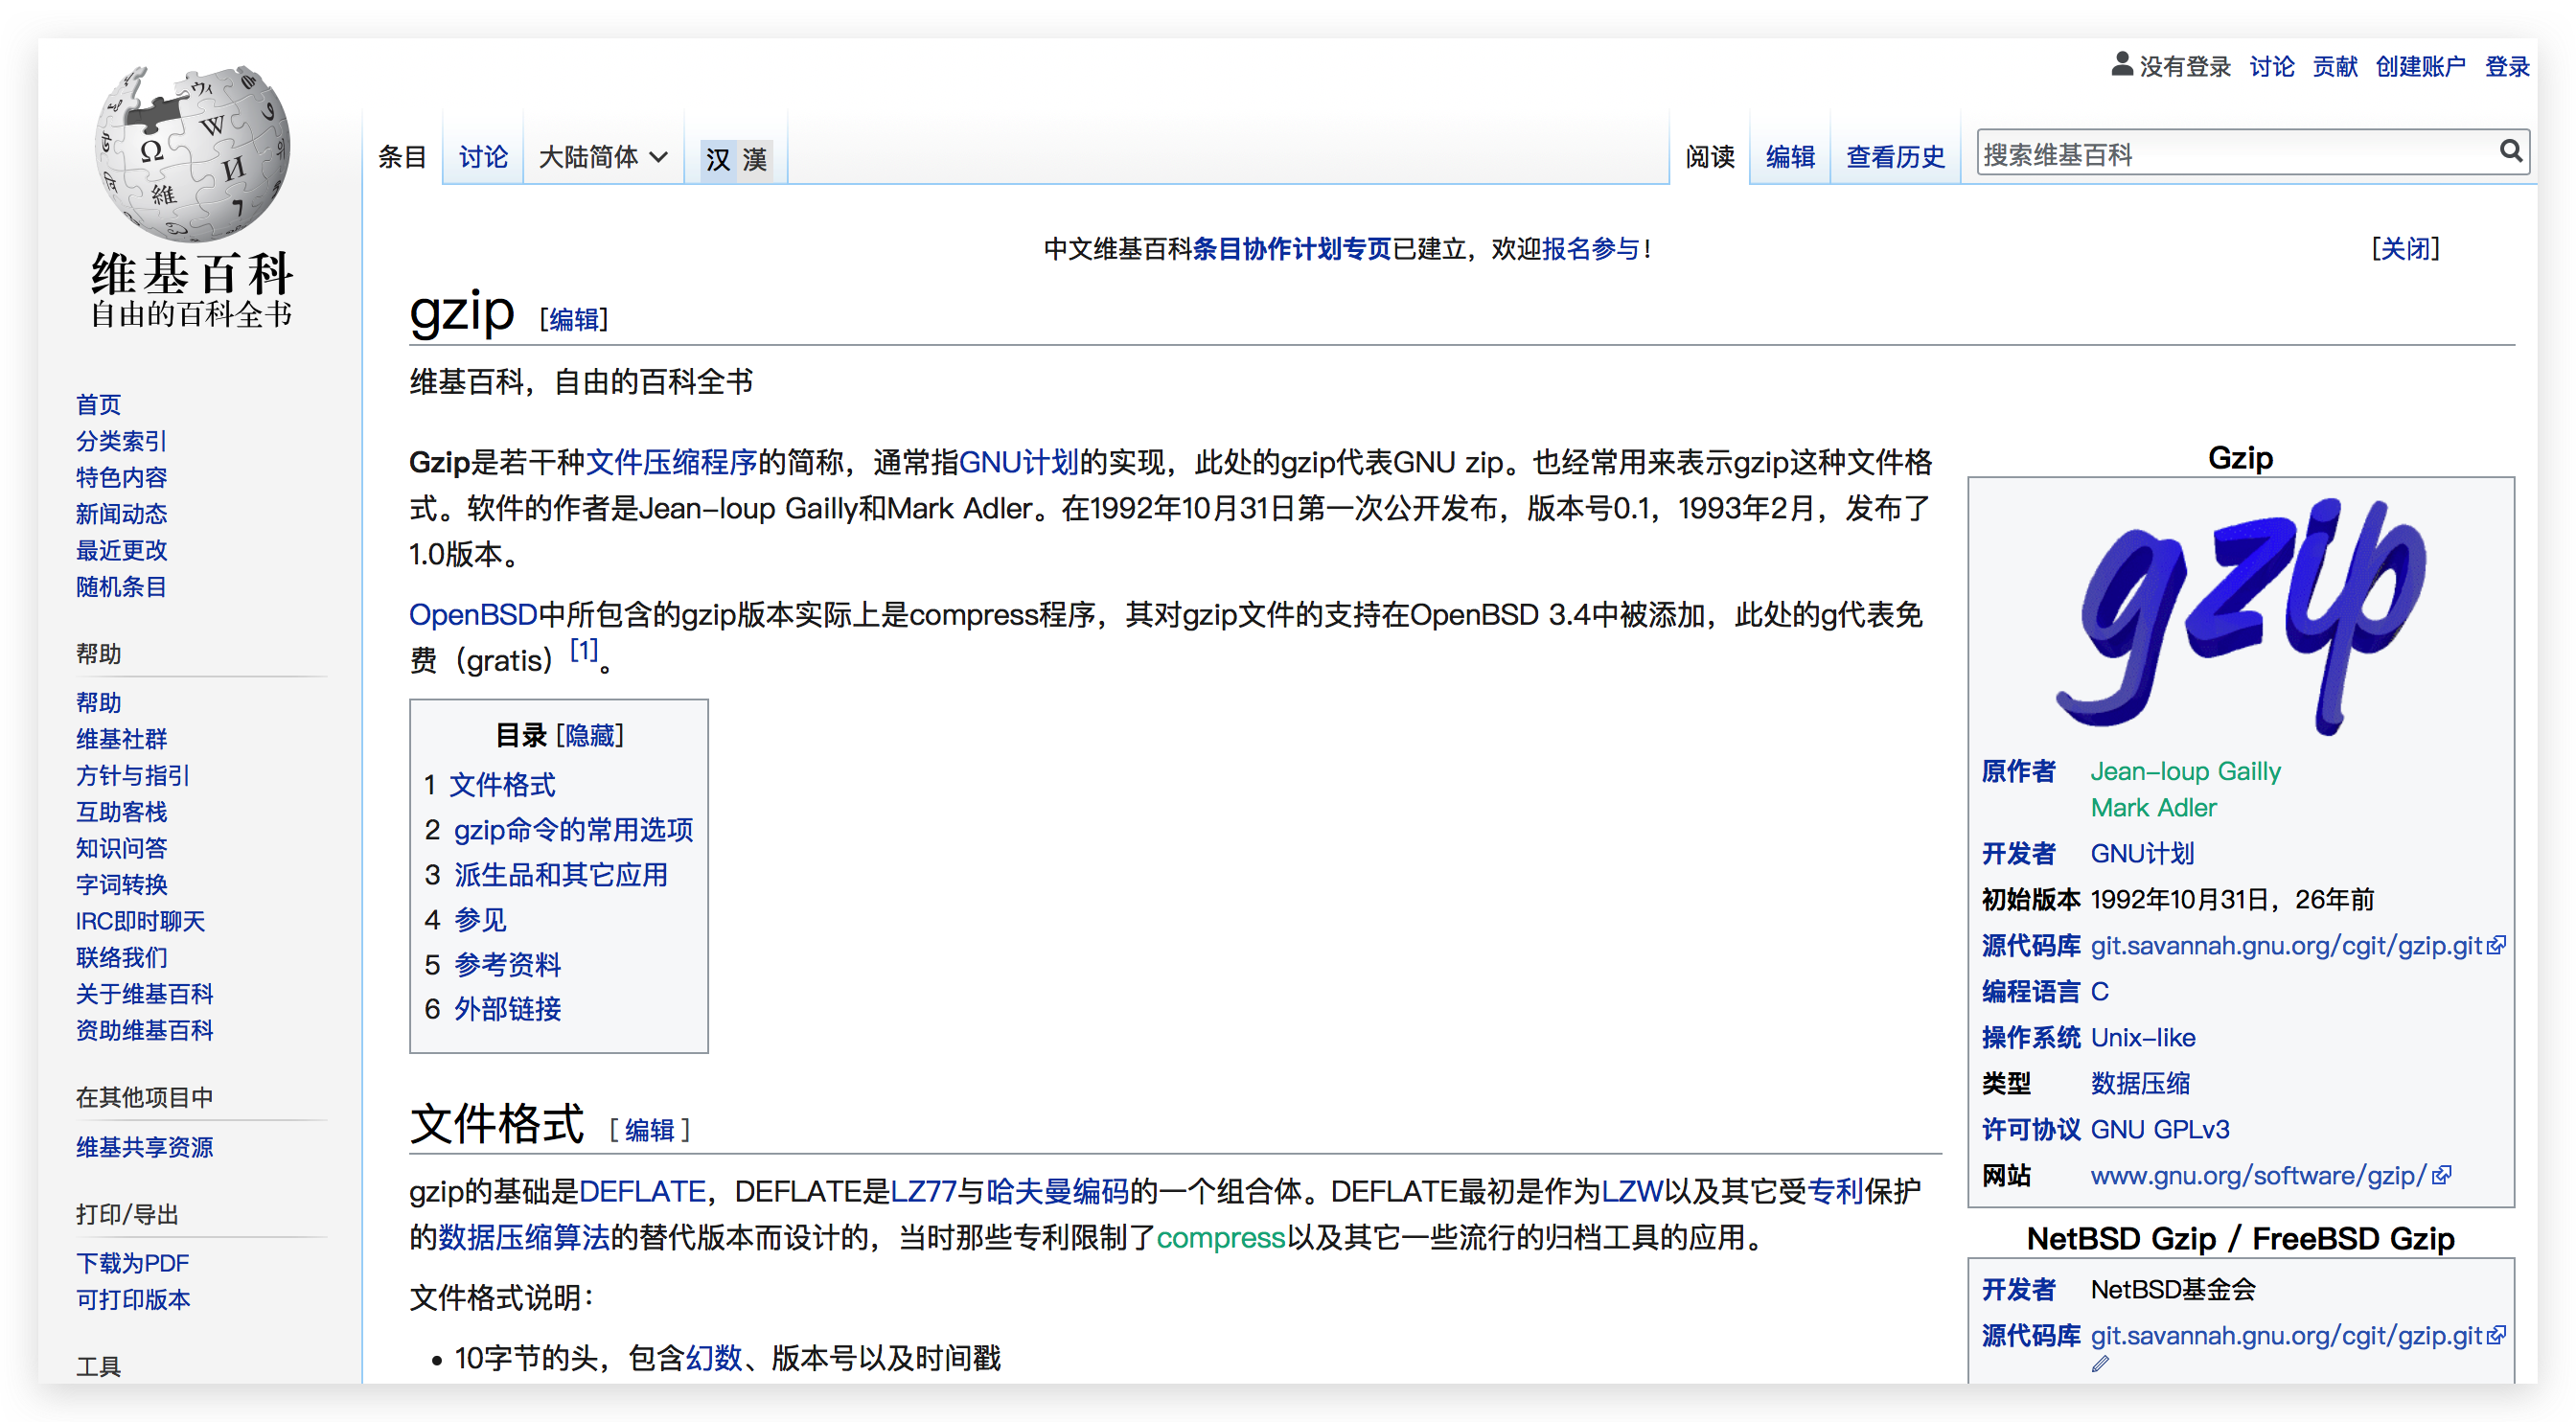 没有登录 讨论 贡献 创建账户 登录
条目 讨论 大陆简体 汉 漢 阅读 编辑 查看历史 搜索维基百科
维基百科
自由的百科全书
首页
分类索引
特色内容
新闻动态
最近更改
随机条目
帮助
帮助
维基社群
方针与指引
互助客栈
知识问答
字词转换
IRC即时聊天
联络我们
关于维基百科
资助维基百科
在其他项目中
维基共享资源
打印/导出
下载为PDF
可打印版本
工具
中文维基百科条目协作计划专页已建立，欢迎报名参与！ [关闭]
gzip [编辑]
维基百科，自由的百科全书
Gzip是若干种文件压缩程序的简称，通常指GNU计划的实现，此处的gzip代表GNU zip。也经常用来表示gzip这种文件格
式。软件的作者是Jean-loup Gailly和Mark Adler。在1992年10月31日第一次公开发布，版本号0.1，1993年2月，发布了
1.0版本。
OpenBSD中所包含的gzip版本实际上是compress程序，其对gzip文件的支持在OpenBSD 3.4中被添加，此处的g代表免
费（gratis）[1]。
目录 [隐藏]
1 文件格式
2 gzip命令的常用选项
3 派生品和其它应用
4 参见
5 参考资料
6 外部链接
文件格式 [ 编辑 ]
gzip的基础是DEFLATE，DEFLATE是LZ77与哈夫曼编码的一个组合体。DEFLATE最初是作为LZW以及其它受专利保护
的数据压缩算法的替代版本而设计的，当时那些专利限制了compress以及其它一些流行的归档工具的应用。
文件格式说明：
• 10字节的头，包含幻数、版本号以及时间戳
Gzip
gzip
原作者 Jean-loup Gailly
Mark Adler
开发者 GNU计划
初始版本 1992年10月31日，26年前
源代码库 git.savannah.gnu.org/cgit/gzip.git
编程语言 C
操作系统 Unix-like
类型 数据压缩
许可协议 GNU GPLv3
网站 www.gnu.org/software/gzip/
NetBSD Gzip / FreeBSD Gzip
开发者 NetBSD基金会
源代码库 git.savannah.gnu.org/cgit/gzip.git